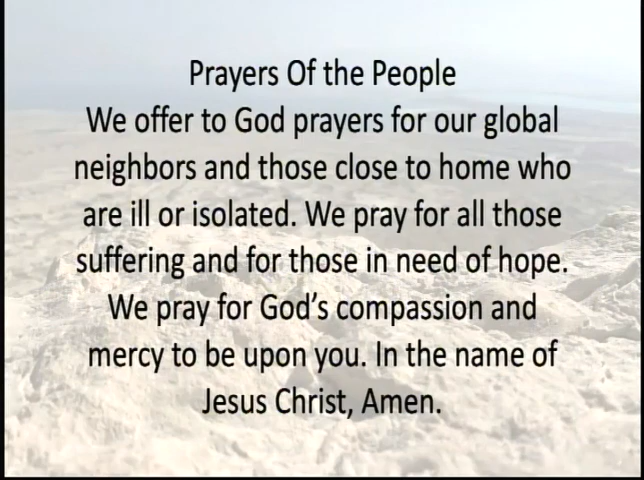 Prayers Of the People
We offer to God prayers for our global
neighbors and those close to home who
are ill or isolated. We pray for all those
suffering and for those in need of hope.
We pray for God’s compassion and
mercy to be upon you. In the name of
Jesus Christ, Amen.